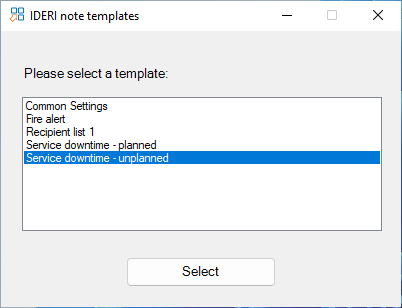 IDERI note templates
Please select a template:
Common Settings
Fire alert
Recipient list 1
Service downtime - planned
Service downtime - unplanned
Select